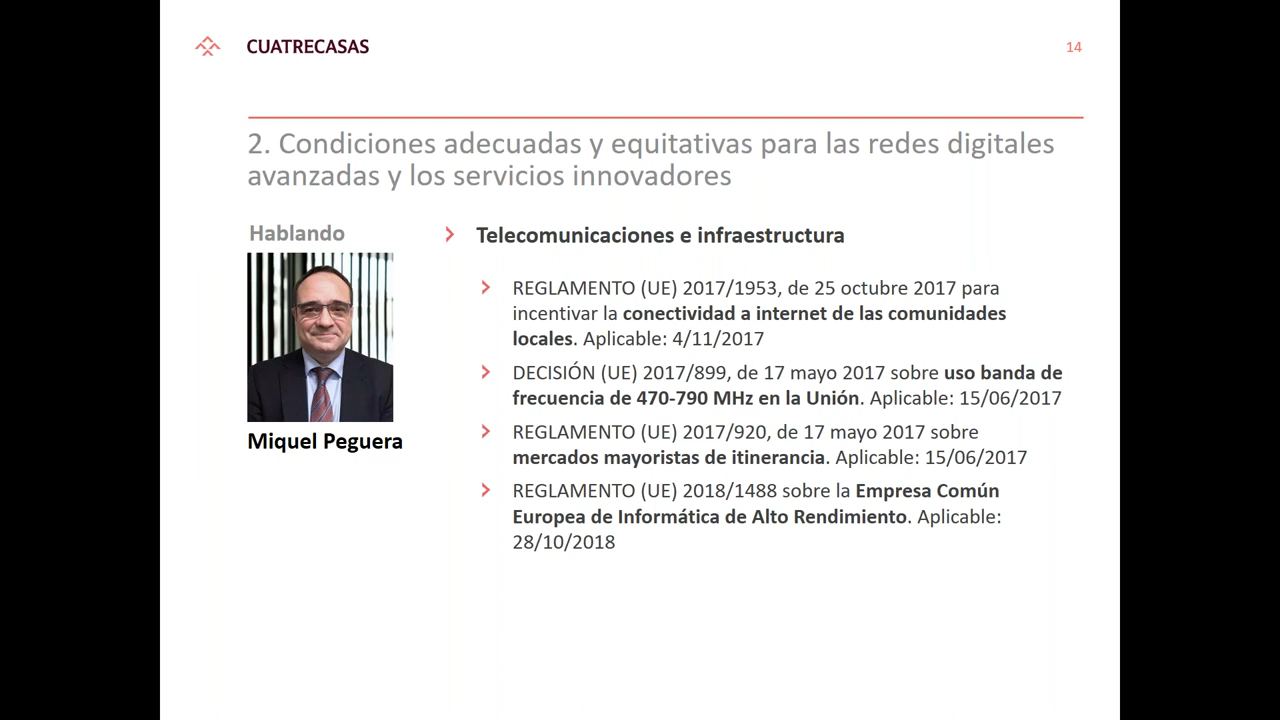 CUATRECASAS
14
2. Condiciones adecuadas y equitativas para las redes digitales
avanzadas y los servicios innovadores
Hablando
Miquel Peguera
Telecomunicaciones e infraestructura
REGLAMENTO (UE) 2017/1953, de 25 octubre 2017 para
incentivar la conectividad a internet de las comunidades
locales. Aplicable: 4/11/2017
DECISIÓN (UE) 2017/899, de 17 mayo 2017 sobre uso banda de
frecuencia de 470-790 MHz en la Unión. Aplicable: 15/06/2017
REGLAMENTO (UE) 2017/920, de 17 mayo 2017 sobre
mercados mayoristas de itinerancia. Aplicable: 15/06/2017
REGLAMENTO (UE) 2018/1488 sobre la Empresa Común
Europea de Informática de Alto Rendimiento. Aplicable:
28/10/2018